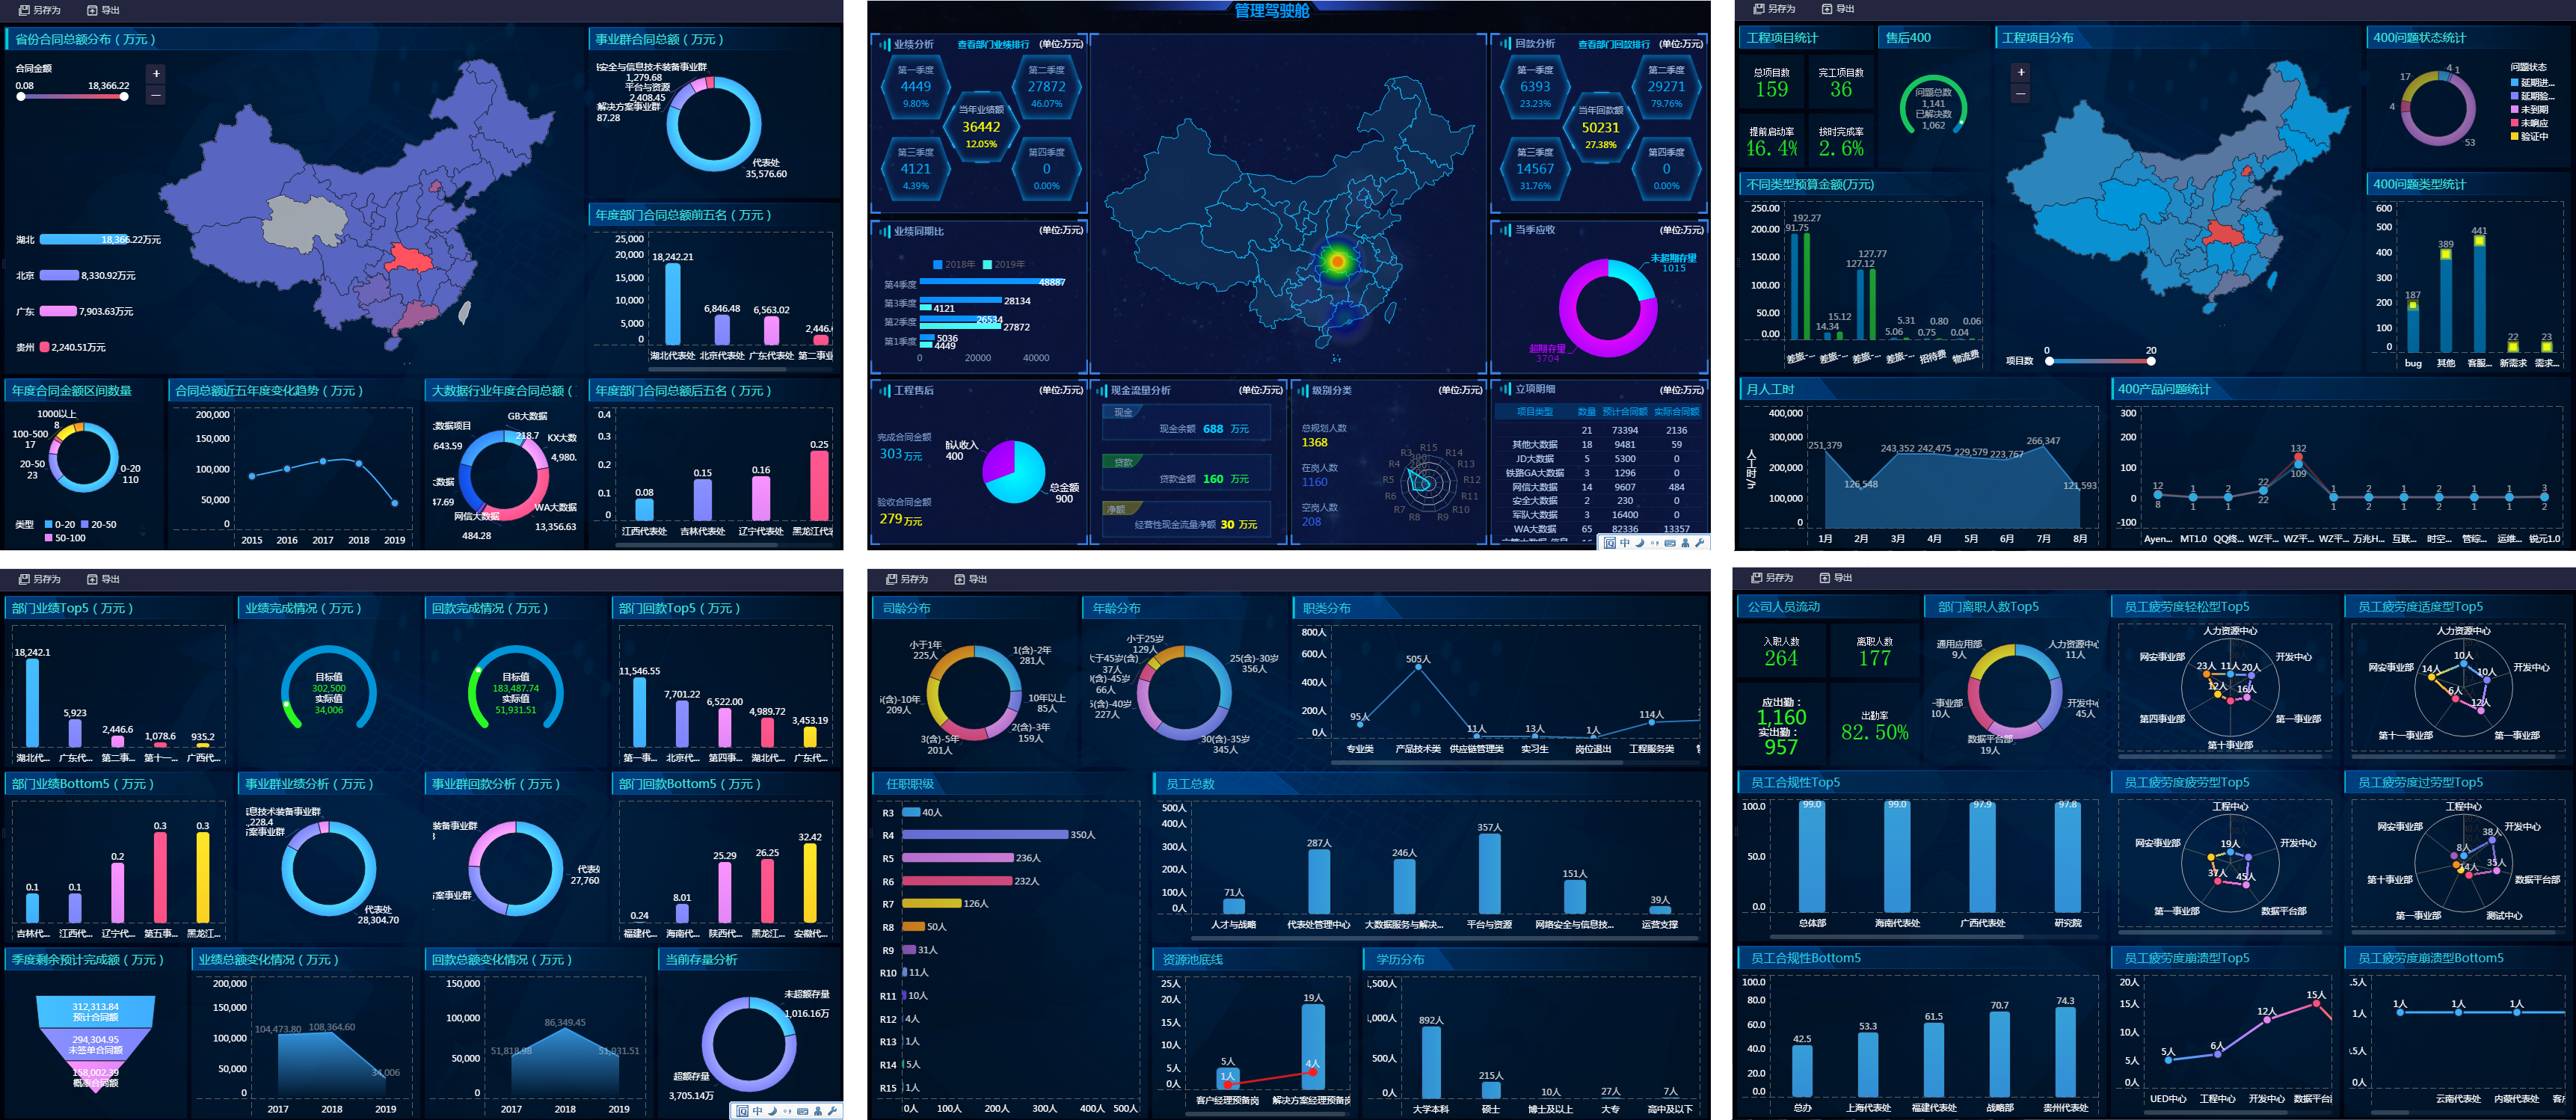 另存为 导出
省份合同总额分布（万元）
合同金额
0.08 18,366.22
湖北 18,366.22万元
北京 8,330.92万元
广东 7,903.63万元
贵州 2,240.51万元
事业群合同总额（万元）
1,279.68
平台与资源
2,408.45
解决方案事业群
87.28
代表处
35,576.60
年度部门合同总额前五名（万元）
25,000
20,000
15,000
10,000
5,000
0
18,242.21
6,846.48 6,563.02
湖北代表处 北京代表处 广东代表处
年度合同金额区间数量
1000以上
8
100-500
17
20-50
23
0-20
110
类型 0-20 20-50
50-100
合同总额近五年度变化趋势（万元）
200,000
150,000
100,000
50,000
0
2015 2016 2017 2018 2019
大数据行业年度合同总额
GB大数据
218.7
WA大数据
13,356.63
网信大数据
484.28
年度部门合同总额后五名（万元）
0.4
0.3
0.2
0.1
0
0.08 0.15 0.16 0.25
江西代表处 吉林代表处 辽宁代表处
管理驾驶舱
业绩分析 查看部门业绩排行 (单位:万元)
第一季度
4449
9.80%
第二季度
27872
46.07%
当年业绩额
36442
12.05%
第三季度
4121
4.39%
第四季度
0
0.00%
业绩同期比 (单位:万元)
2018年 2019年
第4季度 48887
第3季度 28134
4121
第2季度 26534
27872
第1季度 5036
4449
0 20000 40000
回款分析 查看部门回款排行 (单位:万元)
第一季度
6393
23.23%
第二季度
29271
79.76%
当年回款额
50231
27.38%
第三季度
14567
31.76%
第四季度
0
0.00%
当季应收 (单位:万元)
未超期存量
1015
超期存量
3704
工程售后 (单位:万元)
完成合同金额
303万元
验收合同金额
279万元
400
总金额
900
现金流量分析 (单位:万元)
现金
现金余额 688 万元
贷款
贷款金额 160 万元
净额
经营性现金流量净额 30 万元
级别分类 (单位:万元)
总规划人数
1368
在岗人数
1160
空岗人数
208
R15
R14
R13
R12
R11
R10
R9
R8
R7
R6
R5
R4
R3
立项明细 (单位:万元)
项目类型 数量 预计合同额 实际合同额
21 73394 2136
其他大数据 18 9481 59
JD大数据 5 5300 0
铁路GA大数据 3 1296 0
网信大数据 14 9607 484
安全大数据 2 230 0
军队大数据 3 16400 0
WA大数据 65 82336 13357
中
另存为 导出
工程项目统计
总项目数
159
完工项目数
36
提前启动率
46.4%
按时完成率
2.6%
售后400
问题总数
1,141
已解决数
1,062
工程项目分布
项目数 0 20
400问题状态统计
17 4 1
4
53
问题状态
延期进...
延期验...
未到期
未响应
验证中
不同类型预算金额(万元)
250.00
200.00
150.00
100.00
50.00
0.00
192.27
91.75
14.34 15.12
127.12 127.77
5.06 5.31
0.75 0.80
0.04 0.06
差旅-... 差旅-... 差旅-... 差旅-... 招待费 物流费
400问题类型统计
600
500
400
300
200
100
0
187 389 441 22 23
bug 其他 客服... 新需求 需求...
月人工时
人工时/月
400,000
300,000
200,000
100,000
0
251,379 126,548 243,352 242,475 229,579 223,767 266,347 121,593
1月 2月 3月 4月 5月 6月 7月 8月
400产品问题统计
300
200
100
0
-100
12 1 2 22 132 1 2 1 2 1 3
8 1 1 22 109 1 2 1 2 1 2
Ayen... MT1.0 QQ终... WZ平... WZ平... WZ平... 万兆H... 互联... 时空... 管综... 运维... 锐元1.0
另存为 导出
部门业绩Top5（万元）
18,242.1 5,923 2,446.6 1,078.6 935.2
湖北代... 广东代... 第二事... 第十一... 广西代...
业绩完成情况（万元）
目标值
302,500
实际值
34,006
回款完成情况（万元）
目标值
183,487.74
实际值
51,931.51
部门回款Top5（万元）
11,546.55 7,701.22 6,522.00 4,989.72 3,453.19
第一事... 北京代... 第四事... 湖北代... 广东代...
部门业绩Bottom5（万元）
0.1 0.1 0.2 0.3 0.3
吉林代... 江西代... 辽宁代... 第五事... 黑龙江...
事业群业绩分析（万元）
代表处
28,304.70
事业群回款分析（万元）
27,760
部门回款Bottom5（万元）
0.24 8.01 25.29 26.25 32.42
福建代... 海南代... 陕西代... 黑龙江... 安徽代...
季度剩余预计完成额（万元）
312,313.84
预计合同额
294,304.95
未签单合同额
158,002.39
概率合同额
业绩总额变化情况（万元）
200,000
150,000
100,000
50,000
0
104,473.80 108,364.60 34,006
2017 2018 2019
回款总额变化情况（万元）
150,000
100,000
50,000
0
51,818.98 86,349.45 51,931.51
2017 2018 2019
当前存量分析
未超额存量
1,016.16万
超额存量
3,705.14万
中
另存为 导出
司龄分布
小于1年
225人
1(含)-2年
281人
10年以上
85人
2(含)-3年
159人
3(含)-5年
201人
5(含)-10年
209人
年龄分布
小于25岁
129人
25(含)-30岁
356人
30(含)-35岁
345人
227人
66人
37人
职类分布
800人
600人
400人
200人
0人
95人 505人 11人 13人 1人 114人
专业类 产品技术类 供应链管理类 实习生 岗位退出 工程服务类
任职职级
R3 40人
R4 350人
R5 236人
R6 232人
R7 126人
R8 50人
R9 31人
R10 11人
R11 10人
R12 4人
R13 1人
R14 5人
R15 1人
0人 100人 200人 300人 400人 500人
员工总数
500人
400人
300人
200人
100人
0人
71人 287人 246人 357人 151人 39人
人才与战略 代表处管理中心 大数据服务与解决... 平台与资源 网络安全与信息技... 运营支撑
资源池底线
25人
20人
15人
10人
5人
0人
5人 19人
1人 4人
客户经理预备岗 解决方案经理预备岗
学历分布
1,500人
1,000人
500人
0人
892人 215人 10人 27人 7人
大学本科 硕士 博士及以上 大专 高中及以下
另存为 导出
公司人员流动
入职人数
264
离职人数
177
应出勤：
1,160
实出勤：
957
出勤率
82.50%
部门离职人数Top5
通用应用部
9人
人力资源中心
11人
开发中心
45人
数据平台部
19人
10人
员工疲劳度轻松型Top5
人力资源中心
网安事业部 开发中心
第四事业部 第一事业部
第十事业部
23人 11人 20人
12人 16人
员工疲劳度适度型Top5
人力资源中心
网安事业部 开发中心
第十一事业部 第一事业部
10人
14人 10人
6人 12人
员工合规性Top5
100.0
50.0
0.0
99.0 99.0 97.9 97.8
总体部 海南代表处 广西代表处 研究院
员工疲劳度疲劳型Top5
工程中心
网安事业部 开发中心
第一事业部 数据平台部
19人
37人 45人
员工疲劳度过劳型Top5
工程中心
网安事业部 开发中心
第十事业部 数据平台部
第一事业部 测试中心
38人
8人
35人
14人
员工合规性Bottom5
100.0
80.0
60.0
40.0
20.0
0.0
42.5 53.3 61.5 70.7 74.3
总办 上海代表处 福建代表处 战略部 贵州代表处
员工疲劳度崩溃型Top5
20人
15人
10人
5人
0人
5人 6人 12人 15人
UED中心 工程中心 开发中心
员工疲劳度崩溃型Bottom5
1人
0人
1人 1人 1人
云南代表处 内蒙代表处